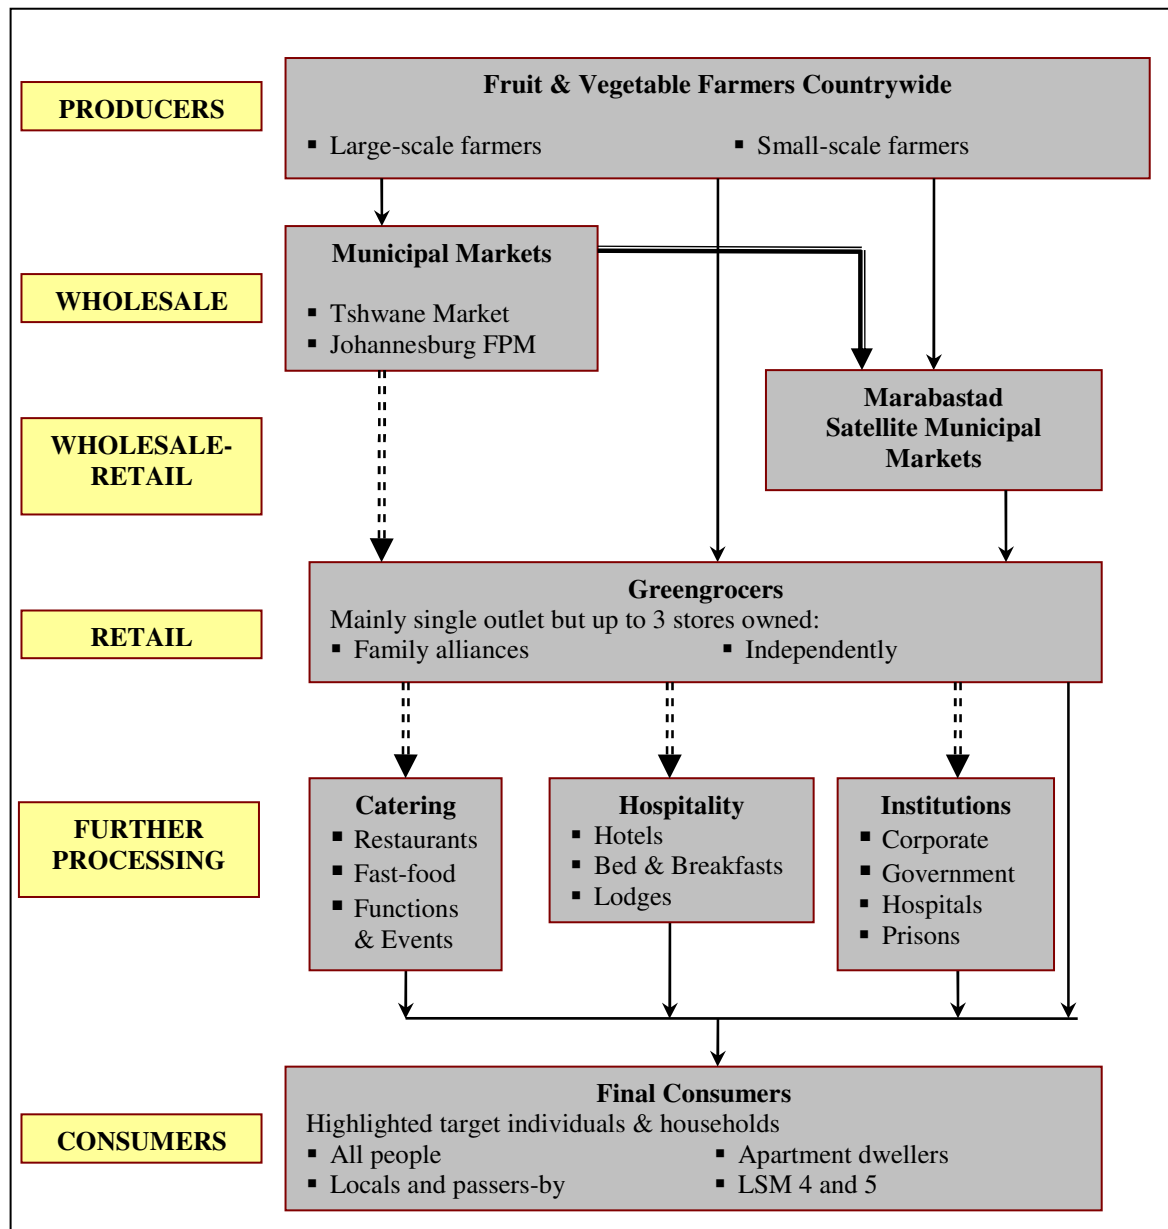 PRODUCERS
Fruit & Vegetable Farmers Countrywide
▪ Large-scale farmers
▪ Small-scale farmers
WHOLESALE
Municipal Markets
▪ Tshwane Market
▪ Johannesburg FPM
WHOLESALE-
RETAIL
Marabastad
Satellite Municipal
Markets
RETAIL
Greengrocers
Mainly single outlet but up to 3 stores owned:
▪ Family alliances
▪ Independently
FURTHER
PROCESSING
Catering
▪ Restaurants
▪ Fast-food
▪ Functions
& Events
Hospitality
▪ Hotels
▪ Bed & Breakfasts
▪ Lodges
Institutions
▪ Corporate
▪ Government
▪ Hospitals
▪ Prisons
CONSUMERS
Final Consumers
Highlighted target individuals & households
▪ All people
▪ Apartment dwellers
▪ Locals and passers-by
▪ LSM 4 and 5